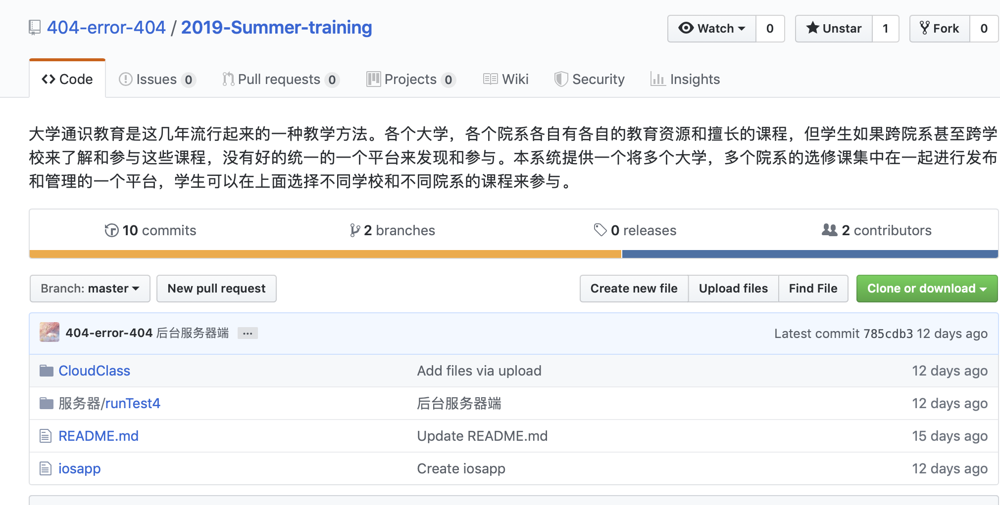 404-error-404 / 2019-Summer-training
Watch 0 Unstar 1 Fork 0
Code Issues 0 Pull requests 0 Projects 0 Wiki Security Insights
大学通识教育是这几年流行起来的一种教学方法。各个大学，各个院系各自有各自的教育资源和擅长的课程，但学生如果跨院系甚至跨学
校来了解和参与这些课程，没有好的统一的一个平台来发现和参与。本系统提供一个将多个大学，多个院系的选修课集中在一起进行发布
和管理的一个平台，学生可以在上面选择不同学校和不同院系的课程来参与。
10 commits 2 branches 0 releases 2 contributors
Branch: master New pull request Create new file Upload files Find File Clone or download
404-error-404 后台服务器端 ... Latest commit 785cdb3 12 days ago
CloudClass Add files via upload 12 days ago
服务器/runTest4 后台服务器端 12 days ago
README.md Update README.md 15 days ago
iosapp Create iosapp 12 days ago